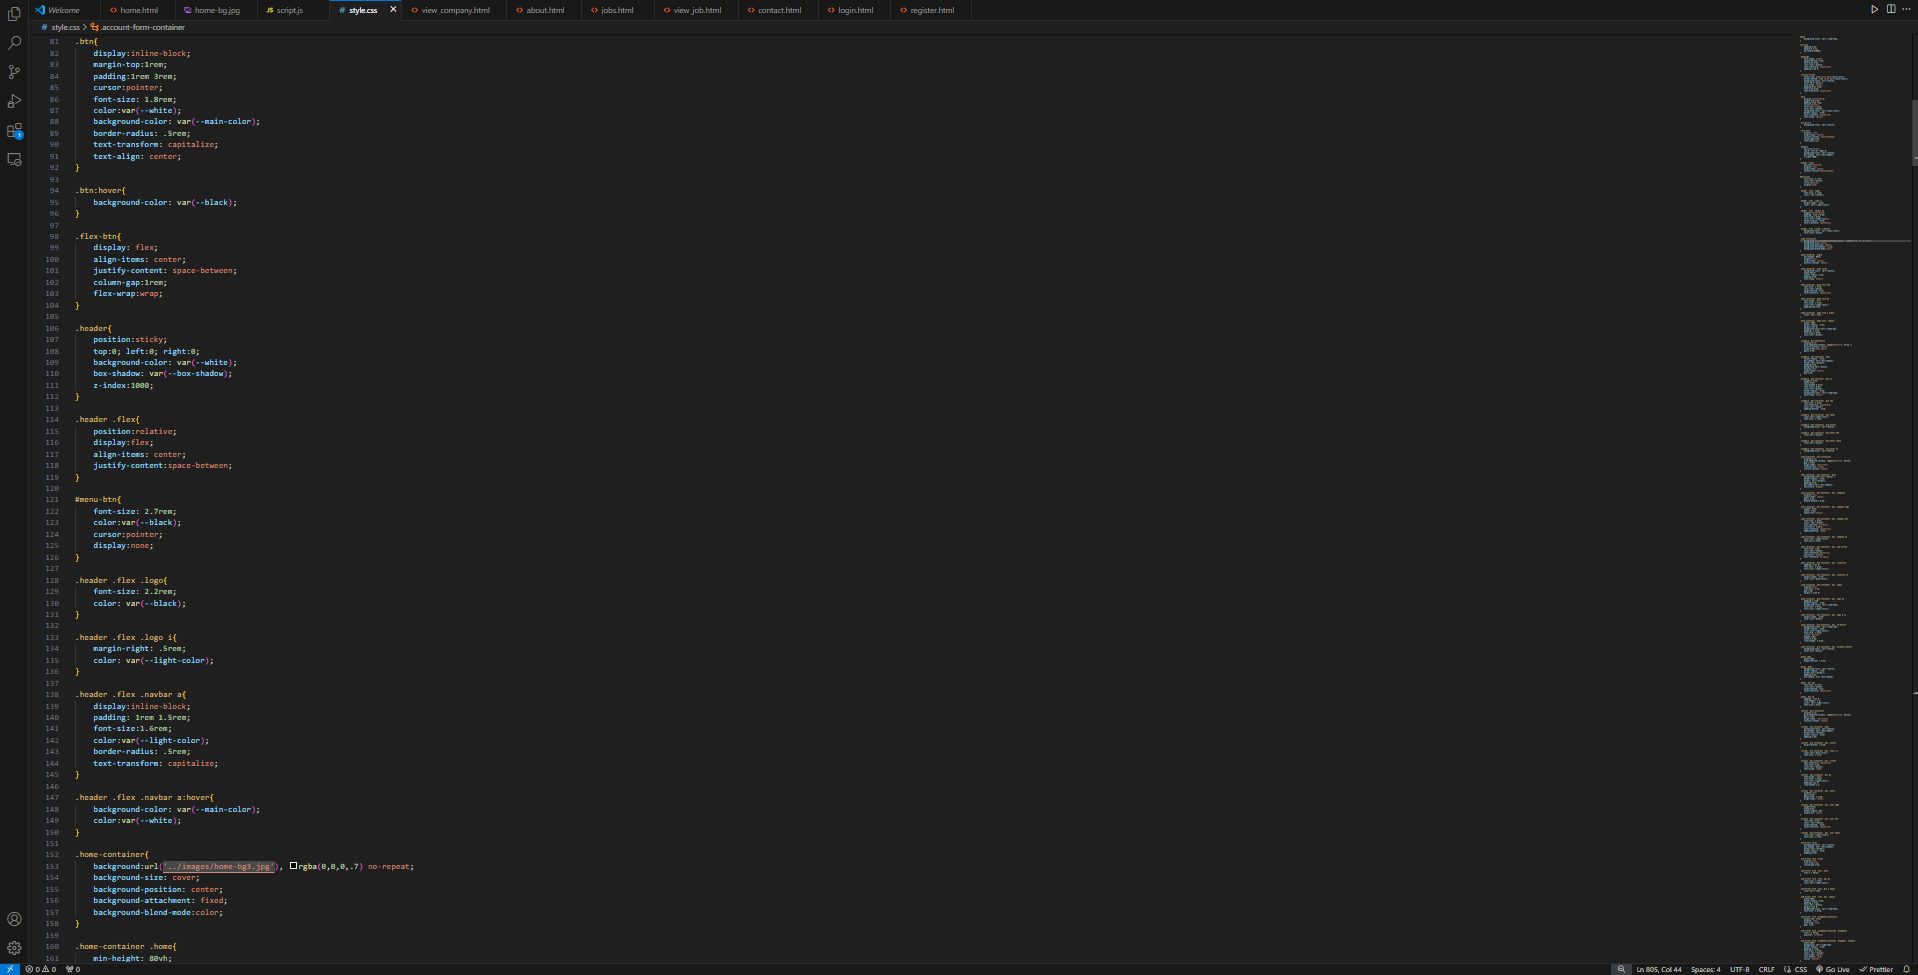 Welcome
home.html
home-bg.jpg
JS script.js
# style.css
view_company.html
about.html
jobs.html
view_job.html
contact.html
login.html
register.html
# style.css > .account-form-container
81 .btn{
82 display:inline-block;
83 margin-top:1rem;
84 padding:1rem 3rem;
85 cursor:pointer;
86 font-size: 1.8rem;
87 color:var(--white);
88 background-color: var(--main-color);
89 border-radius: .5rem;
90 text-transform: capitalize;
91 text-align: center;
92 }
93
94 .btn:hover{
95 background-color: var(--black);
96 }
97
98 .flex-btn{
99 display: flex;
100 align-items: center;
101 justify-content: space-between;
102 column-gap:1rem;
103 flex-wrap:wrap;
104 }
105
106 .header{
107 position:sticky;
108 top:0; left:0; right:0;
109 background-color: var(--white);
110 box-shadow: var(--box-shadow);
111 z-index:1000;
112 }
113
114 .header .flex{
115 position:relative;
116 display:flex;
117 align-items: center;
118 justify-content:space-between;
119 }
120
121 #menu-btn{
122 font-size: 2.7rem;
123 color:var(--black);
124 cursor:pointer;
125 display:none;
126 }
127
128 .header .flex .logo{
129 font-size: 2.2rem;
130 color: var(--black);
131 }
132
133 .header .flex .logo i{
134 margin-right: .5rem;
135 color: var(--light-color);
136 }
137
138 .header .flex .navbar a{
139 display:inline-block;
140 padding: 1rem 1.5rem;
141 font-size:1.6rem;
142 color:var(--light-color);
143 border-radius: .5rem;
144 text-transform: capitalize;
145 }
146
147 .header .flex .navbar a:hover{
148 background-color: var(--main-color);
149 color:var(--white);
150 }
151
152 .home-container{
153 background:url('../images/home-bg3.jpg'), rgba(0,0,0,.7) no-repeat;
154 background-size: cover;
155 background-position: center;
156 background-attachment: fixed;
157 background-blend-mode:color;
158 }
159
160 .home-container .home{
161 min-height: 80vh;
1
0 0 0
Ln 805, Col 44
Spaces: 4
UTF-8
CRLF
CSS
Go Live
Prettier